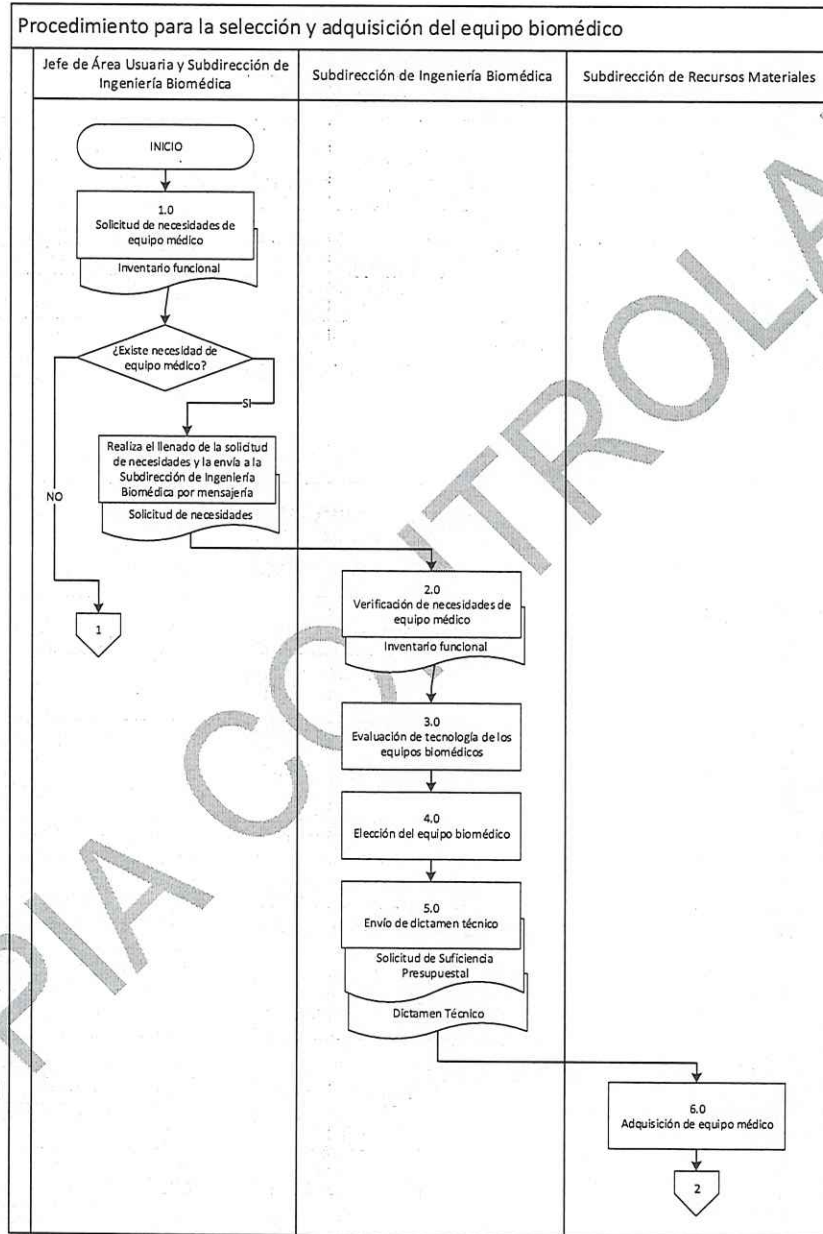 Procedimiento para la selección y adquisición del equipo biomédico
Jefe de Área Usuaria y Subdirección de
Ingeniería Biomédica
Subdirección de Ingeniería Biomédica
Subdirección de Recursos Materiales
INICIO
1.0
Solicitud de necesidades de
equipo médico
Inventario funcional
¿Existe necesidad de
equipo médico?
SI
Realiza el llenado de la solicitud
de necesidades y la envía a la
Subdirección de Ingeniería
Biomédica por mensajería
Solicitud de necesidades
NO
1
2.0
Verificación de necesidades de
equipo médico
Inventario funcional
3.0
Evaluación de tecnología de los
equipos biomédicos
4.0
Elección del equipo biomédico
5.0
Envío de dictamen técnico
Solicitud de Suficiencia
Presupuestal
Dictamen Técnico
6.0
Adquisición de equipo médico
2
PIA CONTROLA